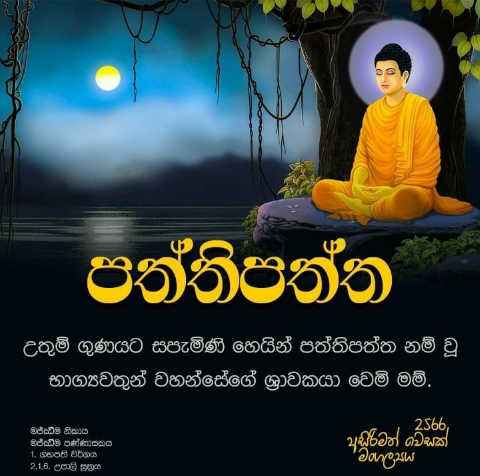 පත්තිපත්ත
උතුම් ගුණයට සපැමිණි හෙයින් පත්තිපත්ත නම් වූ
භාග්‍යවතුන් වහන්සේගේ ශ්‍රාවකයා වෙමි මම්.
මජ්ඣිම නිකාය
මජ්ඣිම පණ්ණාසකය
1. ගහපති වර්ගය
2,1,6. උපාලි සූත්‍රය
2566
අසිරිමත් වෙසක්
මංගල්‍යය